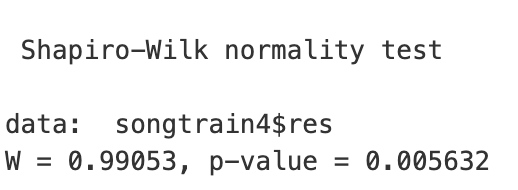 Shapiro-Wilk normality test
data:  songtrain4$res
W = 0.99053, p-value = 0.005632